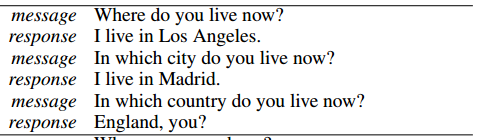 message Where do you live now?
response I live in Los Angeles.
message In which city do you live now?
response I live in Madrid.
message In which country do you live now?
response England, you?